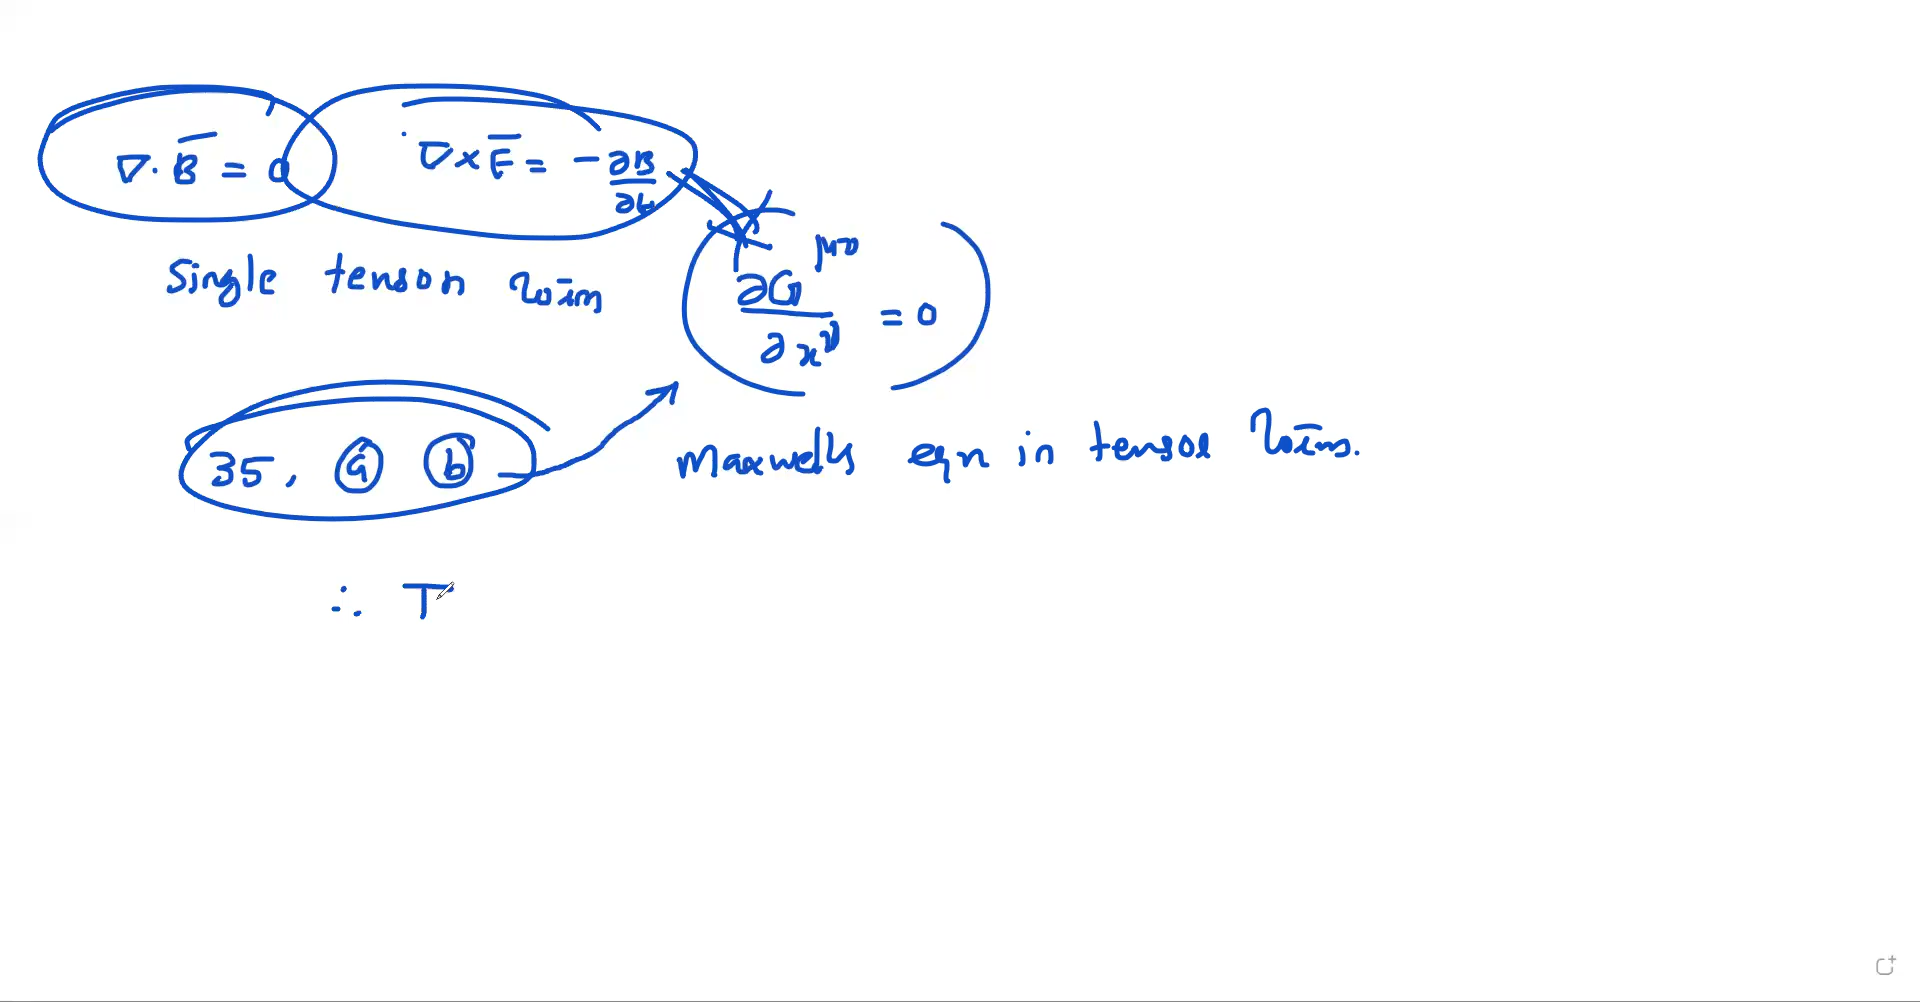 ∇·B̅ = 0   ∇×E̅ = -∂B/∂t
Single tensor form
∂G^μν/∂x^ν = 0
35, ⓐ ⓑ
Maxwells eqn in tensor form.
∴ T